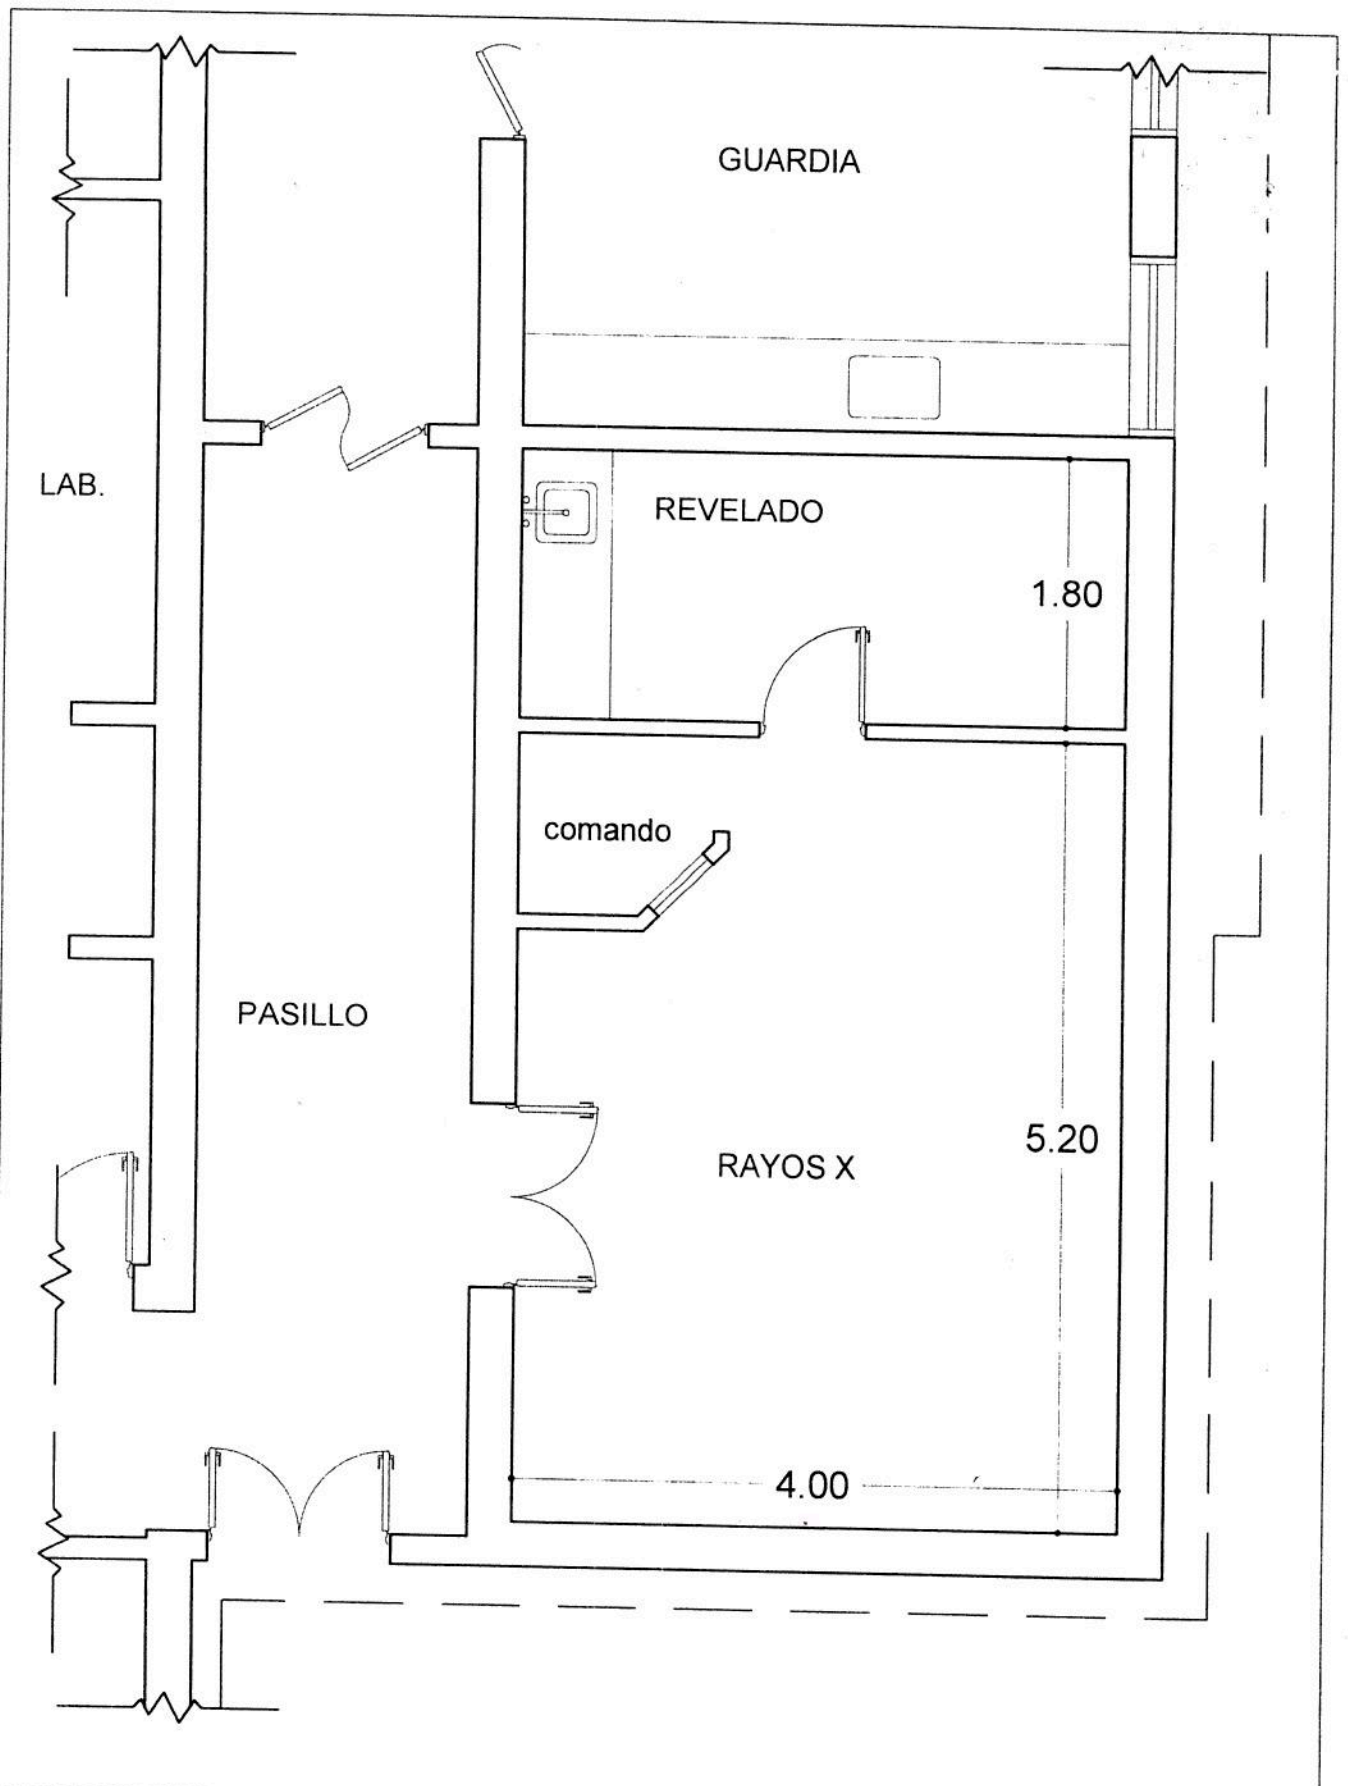 GUARDIA
LAB.
REVELADO
1.80
comando
PASILLO
5.20
RAYOS X
4.00